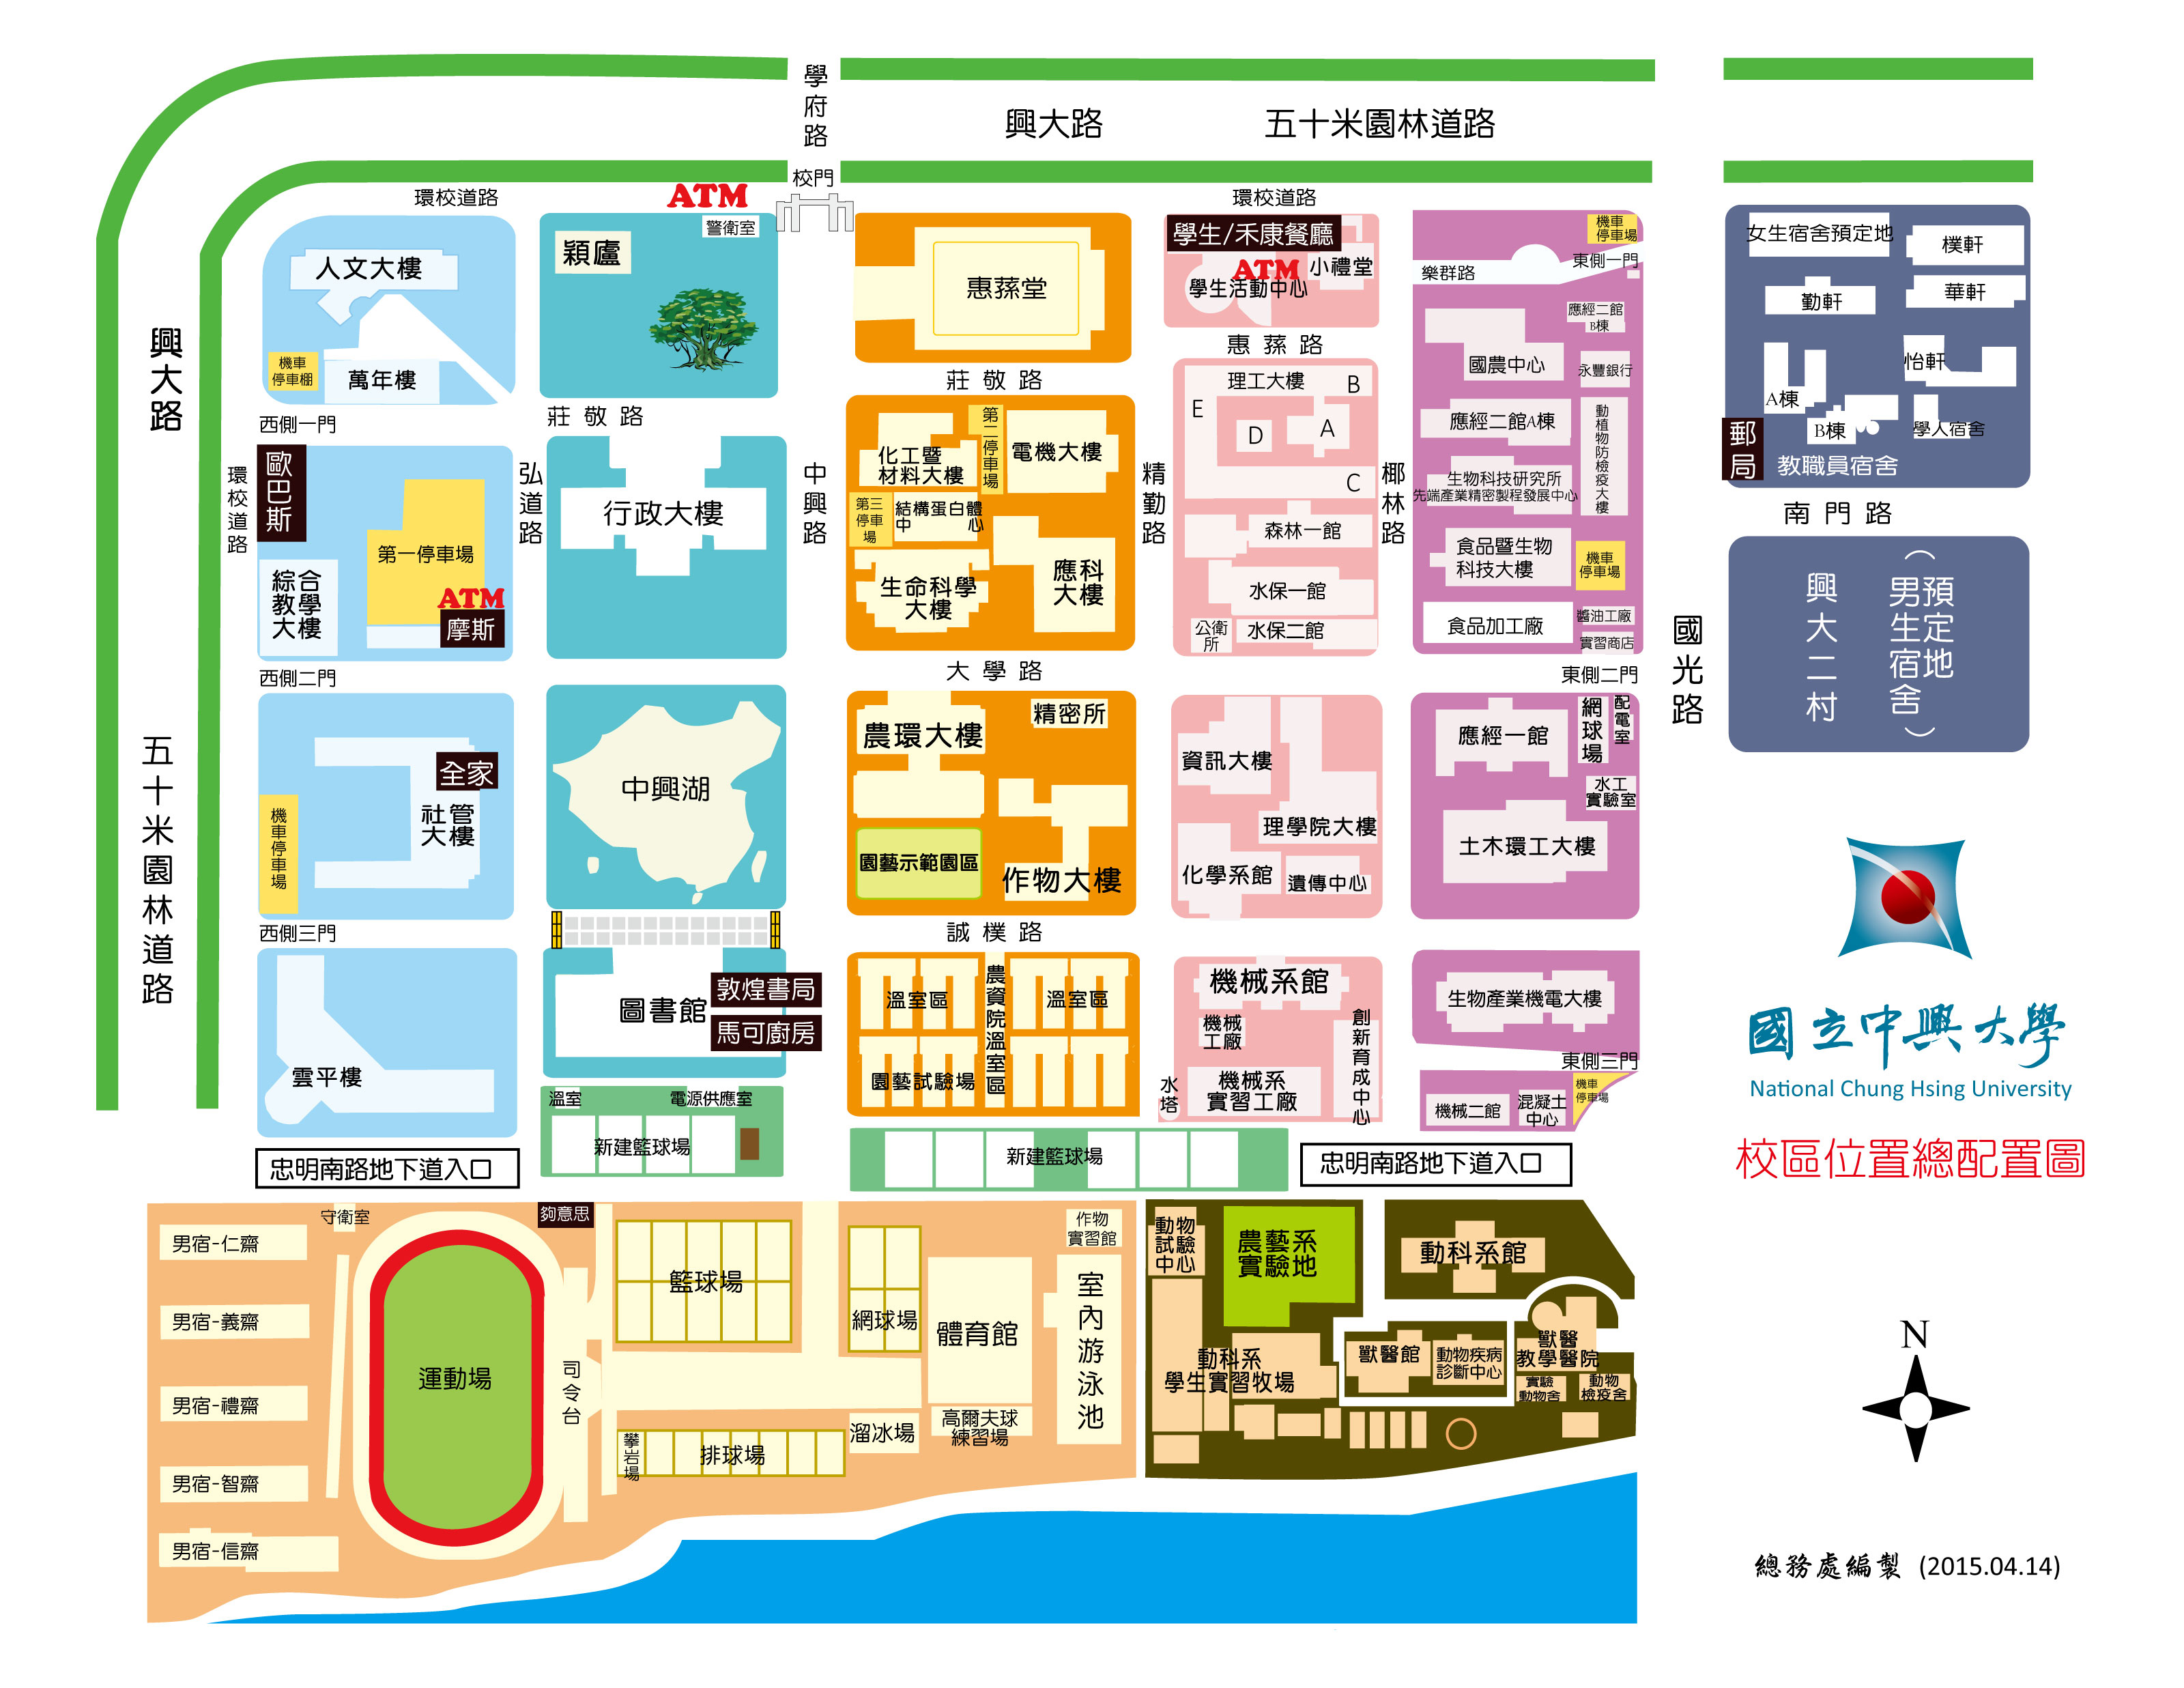 學府路
興大路
五十米園林道路
校門
環校道路
ATM
警衛室
環校道路
人文大樓
機車
停車棚
萬年樓
穎廬
惠蓀堂
學生/禾康餐廳
ATM
小禮堂
學生活動中心
機車
停車場
東側一門
樂群路
女生宿舍預定地
樸軒
勤軒
華軒
怡軒
A棟
B棟
學人宿舍
郵局
教職員宿舍
興大路
西側一門
莊敬路
莊敬路
惠蓀路
應經二館
B棟
國農中心
永豐銀行
應經二館A棟
動植物防檢疫大樓
生物科技研究所
先端產業精密製程發展中心
食品暨生物
科技大樓
機車
停車場
食品加工廠
醬油工廠
實習商店
理工大樓
B
E
A
D
C
森林一館
水保一館
公衛所
水保二館
環校道路
歐巴斯
第一停車場
綜合
教學
大樓
ATM
摩斯
弘道路
行政大樓
中興路
化工暨
材料大樓
第二停車場
電機大樓
第三
停車
場
結構蛋白體
中心
生命科學
大樓
應科
大樓
精勤路
椰林路
國光路
南門路
興大二村
(男生宿舍預定地)
西側二門
大學路
東側二門
五十米園林道路
全家
社管
大樓
機車停車場
中興湖
農環大樓
精密所
園藝示範園區
作物大樓
資訊大樓
理學院大樓
化學系館
遺傳中心
應經一館
網球場
配電室
水工
實驗室
土木環工大樓
西側三門
誠樸路
雲平樓
圖書館
敦煌書局
馬可廚房
溫室區
農資院溫室區
溫室區
園藝試驗場
機械系館
機械
工廠
創新育成中心
機械系
實習工廠
水塔
生物產業機電大樓
東側三門
機車
停車場
機械二館
混凝土
中心
溫室
電源供應室
新建籃球場
新建籃球場
忠明南路地下道入口
忠明南路地下道入口
國立中興大學
National Chung Hsing University
校區位置總配置圖
男宿-仁齋
男宿-義齋
男宿-禮齋
男宿-智齋
男宿-信齋
守衛室
運動場
司令台
夠意思
籃球場
網球場
體育館
作物
實習館
室內游泳池
攀岩場
排球場
溜冰場
高爾夫球
練習場
動物
試驗
中心
農藝系
實驗地
動科系
學生實習牧場
動科系館
獸醫館
動物疾病
診斷中心
獸醫
教學醫院
實驗
動物舍
動物
檢疫舍
N
總務處編製 (2015.04.14)